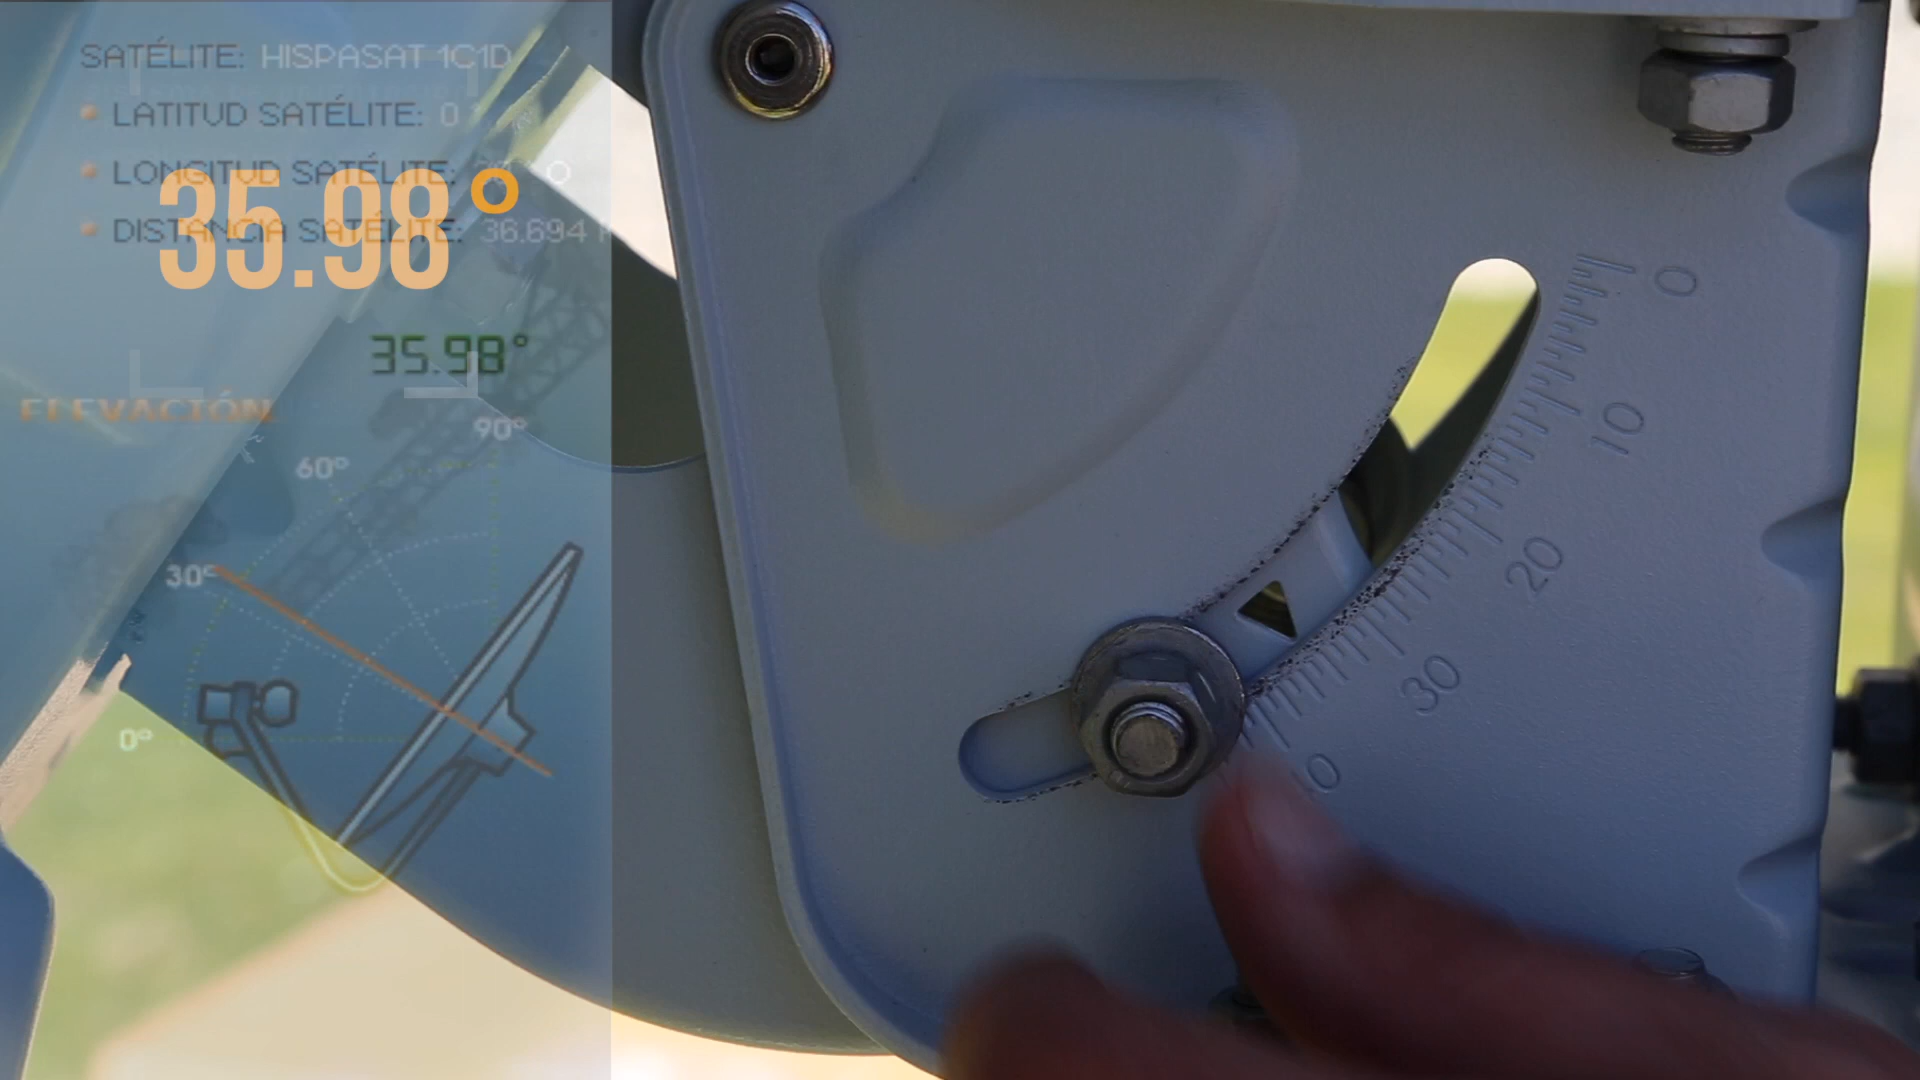 SATÉLITE: HISPASAT 1C1D
LATITUD SATÉLITE: 0
LONGITUD SATÉLITE: O
DISTANCIA SATÉLITE: 36.694
35.98°
35.98°
ELEVACIÓN
90°
60°
30°
0°
0
10
20
30
0